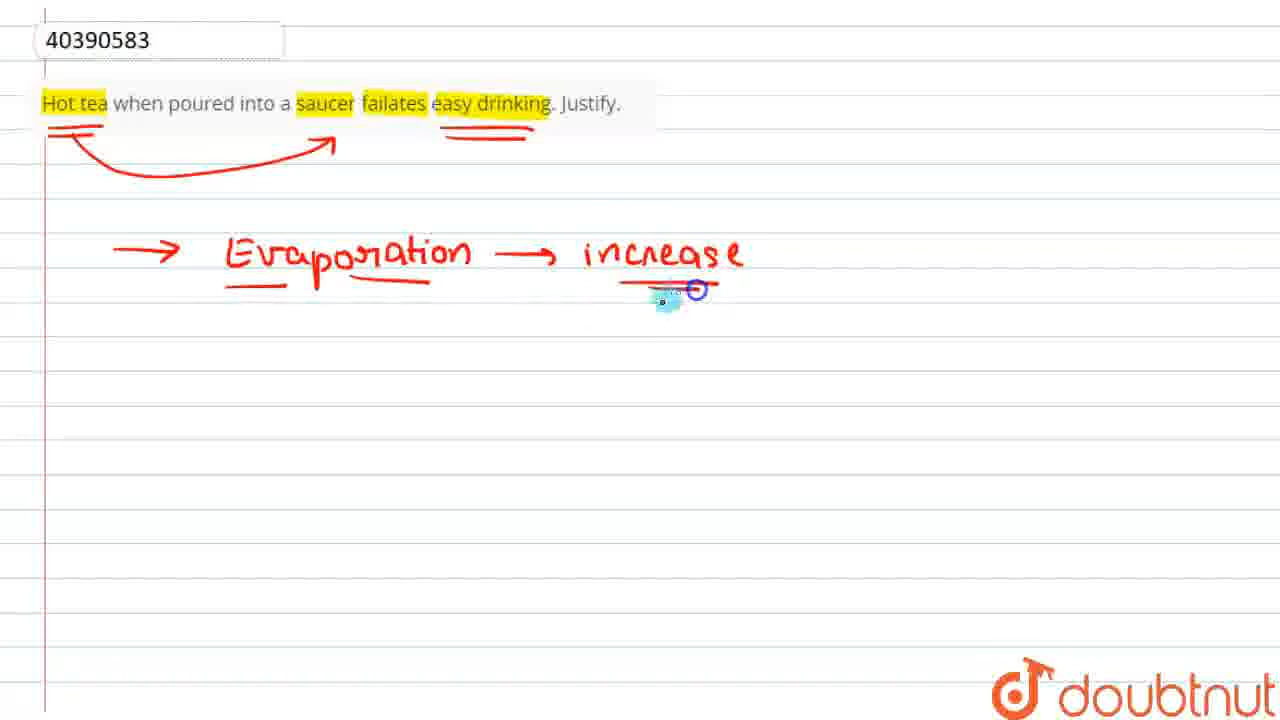 40390583
Hot tea when poured into a saucer failates easy drinking. Justify.
→ Evaporation → increase
doubtnut